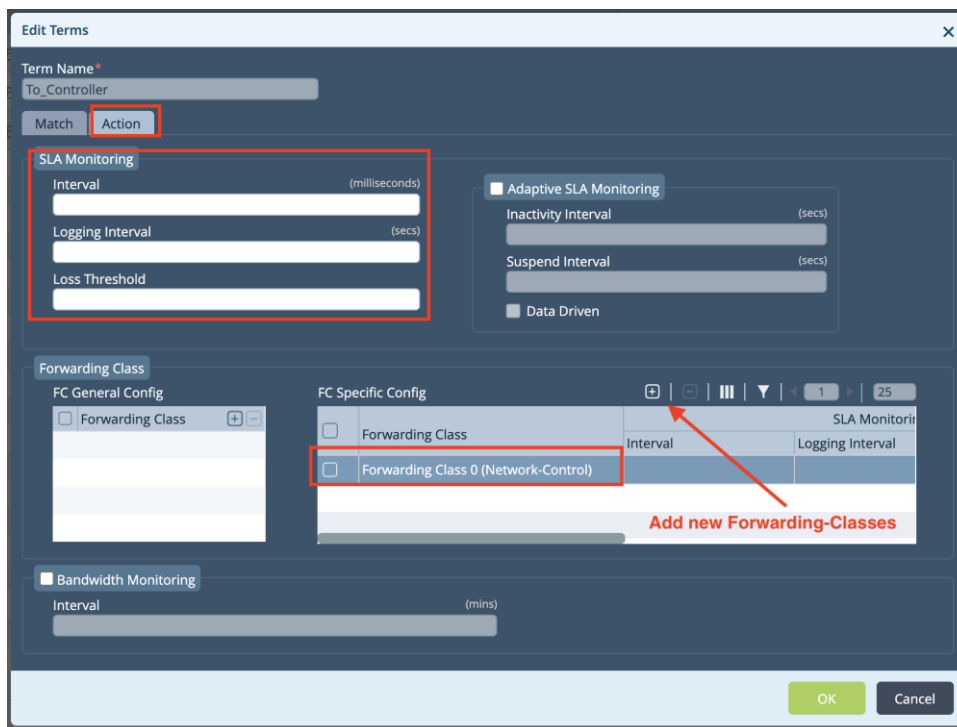 Edit Terms
Term Name*
To_Controller
Match Action
SLA Monitoring
Interval (milliseconds)
Logging Interval (secs)
Loss Threshold
Adaptive SLA Monitoring
Inactivity Interval (secs)
Suspend Interval (secs)
Data Driven
Forwarding Class
FC General Config
Forwarding Class
FC Specific Config
1 25
SLA Monitorin
Forwarding Class
Interval
Logging Interval
Forwarding Class 0 (Network-Control)
Add new Forwarding-Classes
Bandwidth Monitoring
Interval (mins)
OK Cancel